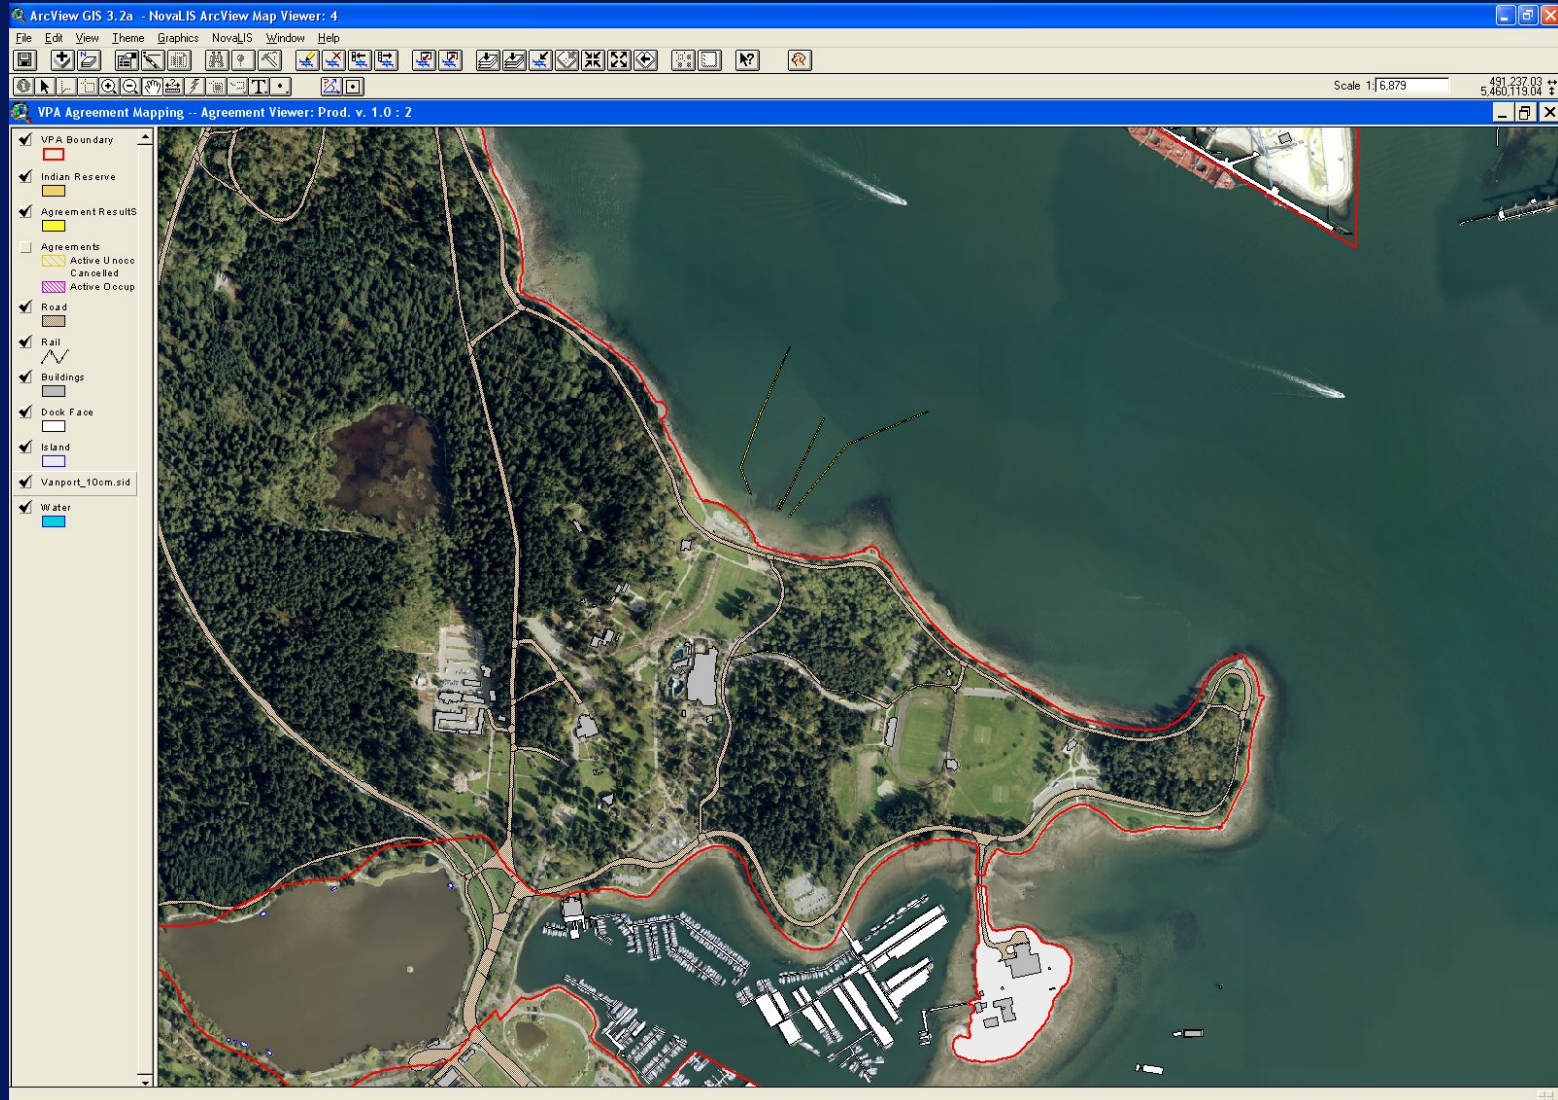 ArcView GIS 3.2a - NovaLIS ArcView Map Viewer: 4
File Edit View Theme Graphics NovaLIS Window Help
Scale 1: 6,879
491,237.03
5,460,119.04
VPA Agreement Mapping -- Agreement Viewer: Prod. v. 1.0 : 2
VPA Boundary
Indian Reserve
Agreement ResultS
Agreements
Active Unocc
Cancelled
Active Occup
Road
Rail
Buildings
Dock Face
Island
Vanport_10cm.sid
Water